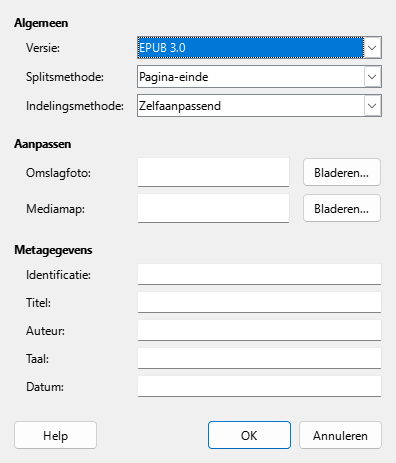 Algemeen
Versie: EPUB 3.0
Splitsmethode: Pagina-einde
Indelingsmethode: Zelfaanpassend
Aanpassen
Omslagfoto: Bladeren...
Mediamap: Bladeren...
Metagegevens
Identificatie:
Titel:
Auteur:
Taal:
Datum:
Help OK Annuleren